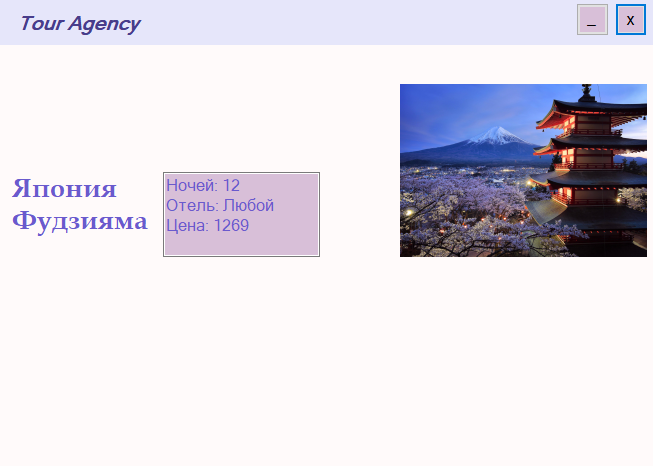 Tour Agency
_
x
Япония
Фудзияма
Ночей: 12
Отель: Любой
Цена: 1269